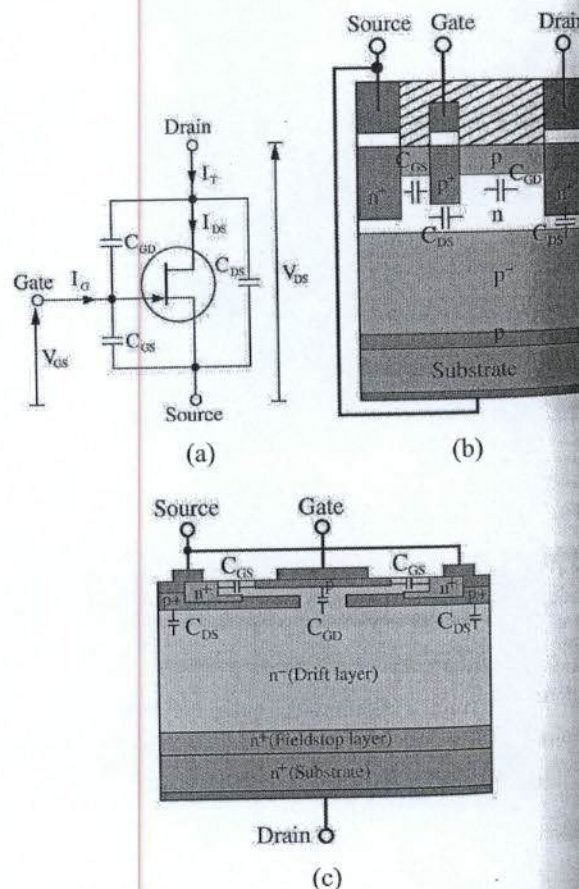 Drain
I_T
I_DS
C_GD
C_DS
V_DS
Gate
I_G
V_GS
C_GS
Source
(a)
Source Gate Drain
C_GS p C_GD
n⁺ p⁺ n⁺
n
C_DS C_DS
p⁻
p
Substrate
(b)
Source Gate
C_GS C_GS
p
p+ n⁺ n⁺ p+
C_DS C_GD C_DS
n⁻(Drift layer)
n⁺(Fieldstop layer)
n⁺(Substrate)
Drain
(c)